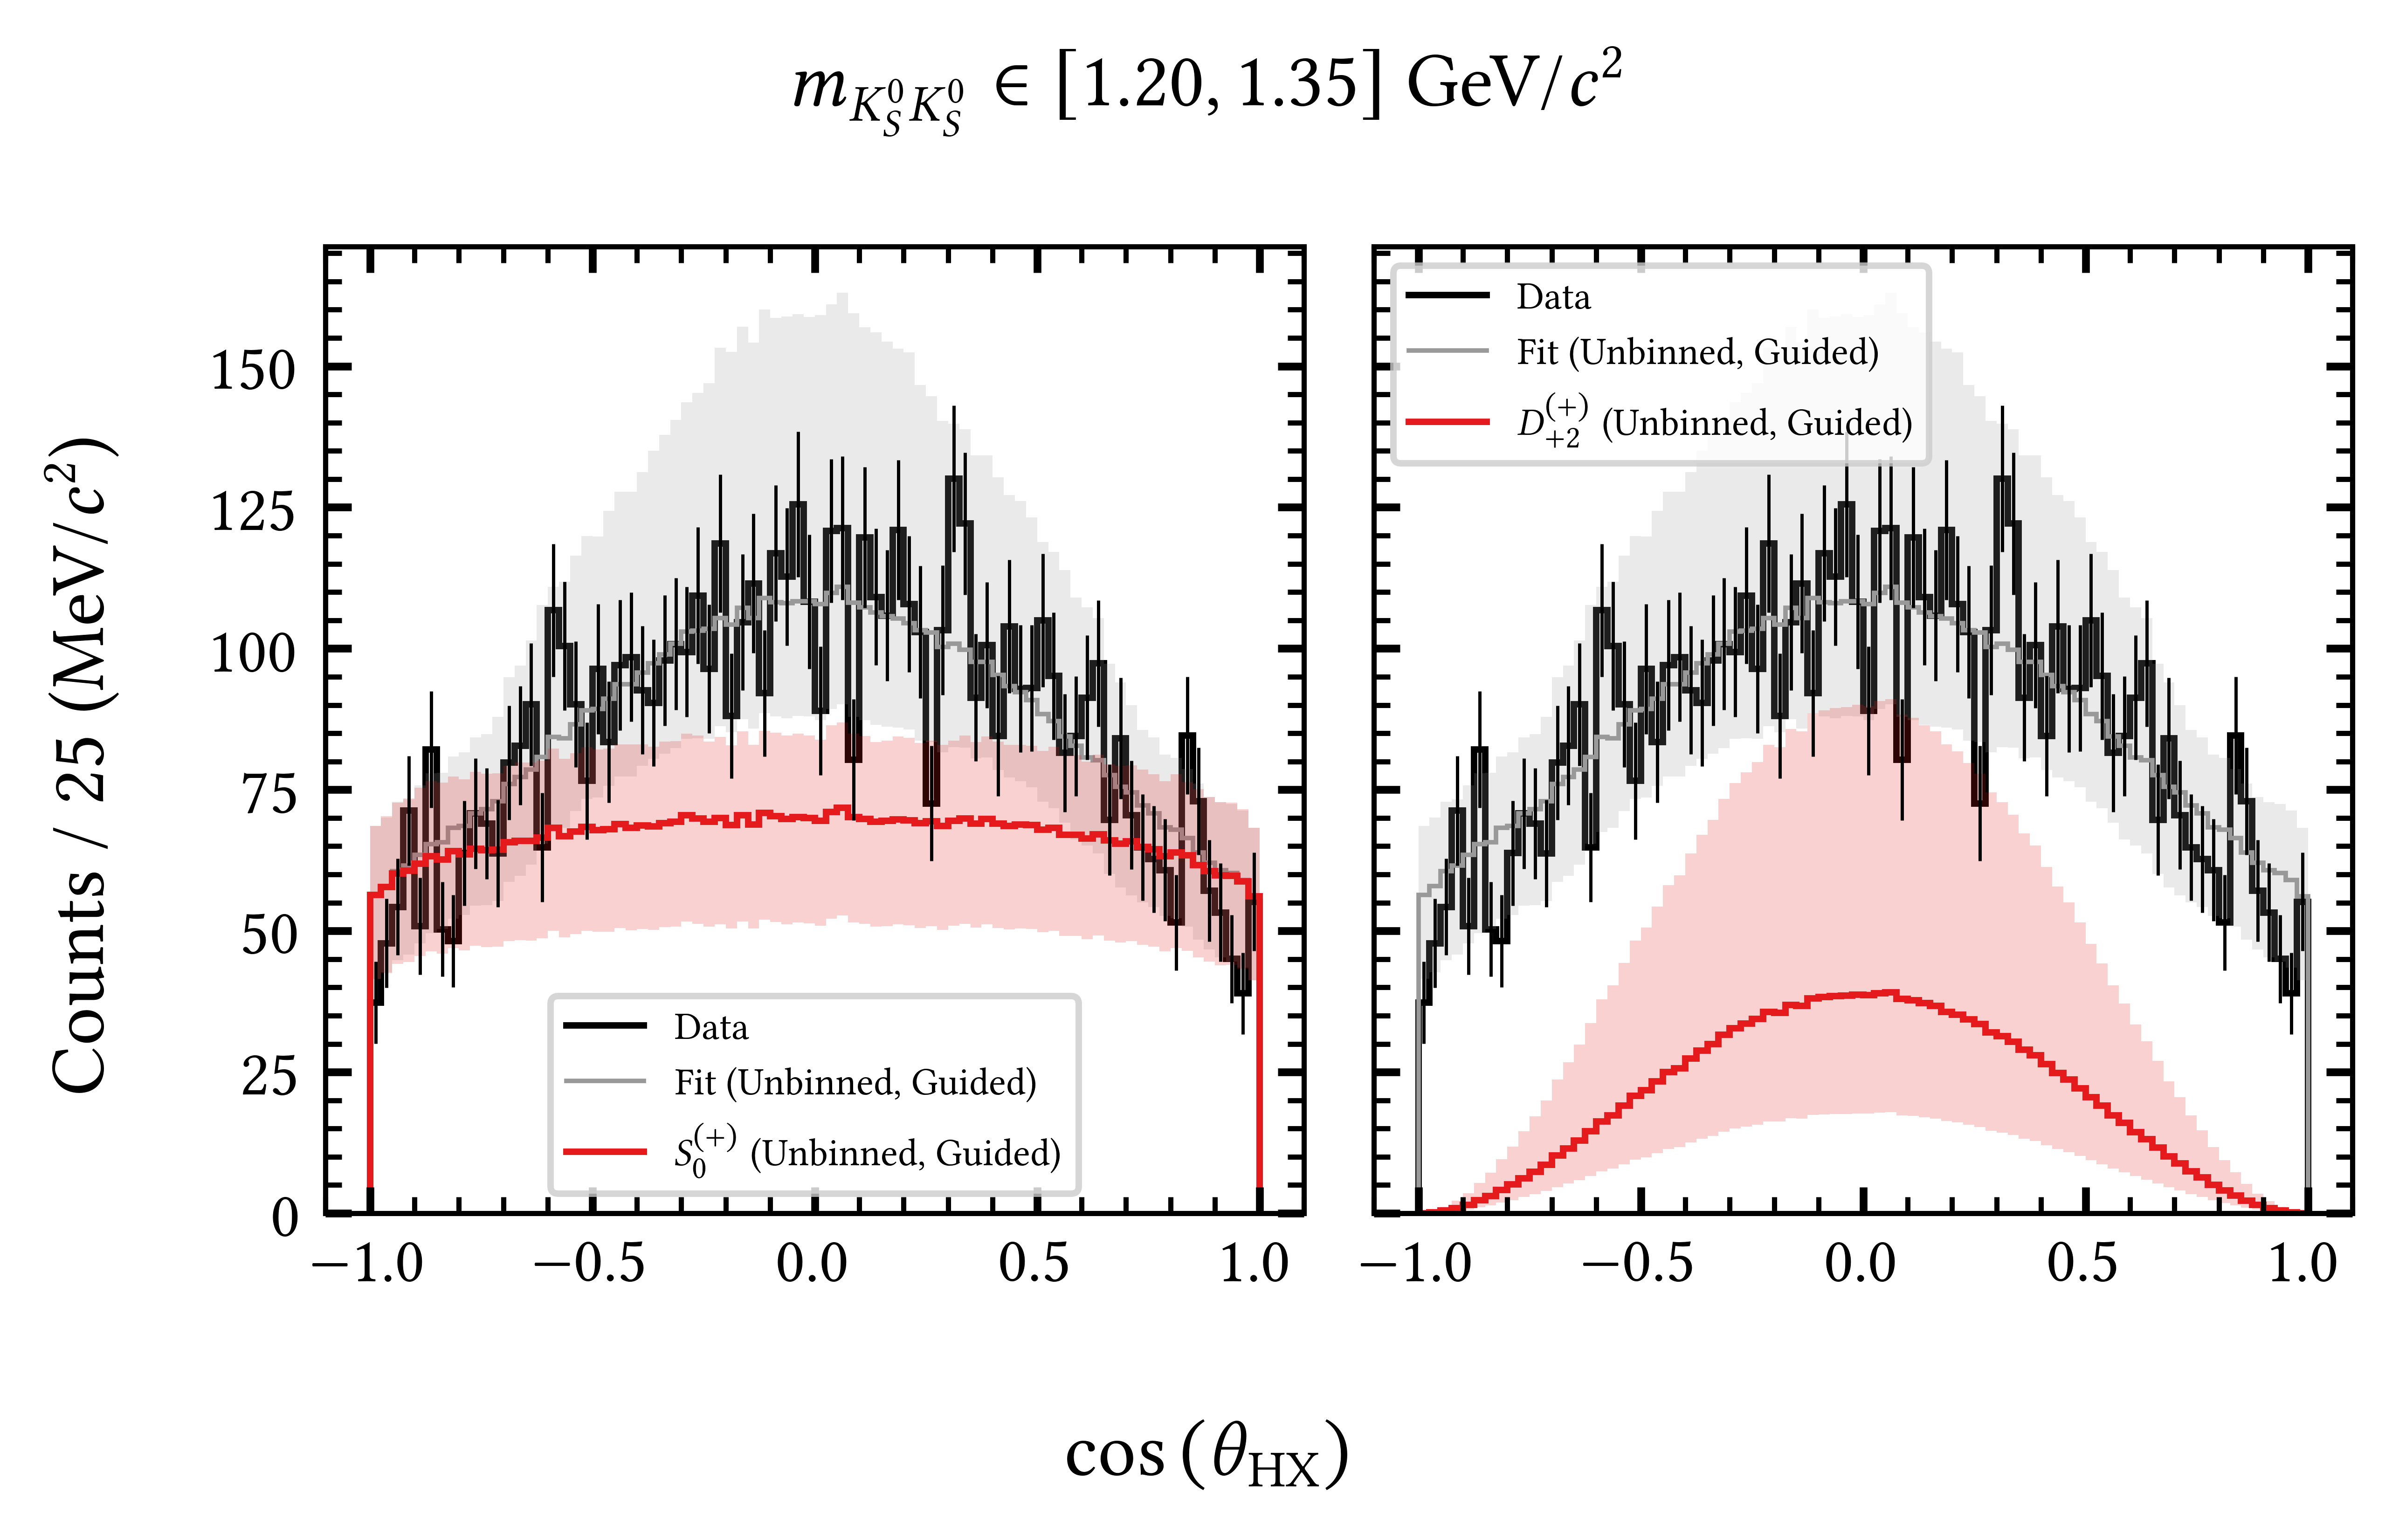 m_{K_S^0 K_S^0} ∈ [1.20, 1.35] GeV/c²
Counts / 25 (MeV/c²)
150
125
100
75
50
25
0
Data
Fit (Unbinned, Guided)
S_0^{(+)} (Unbinned, Guided)
−1.0 −0.5 0.0 0.5 1.0
Data
Fit (Unbinned, Guided)
D_{+2}^{(+)} (Unbinned, Guided)
−1.0 −0.5 0.0 0.5 1.0
cos (θ_{HX})